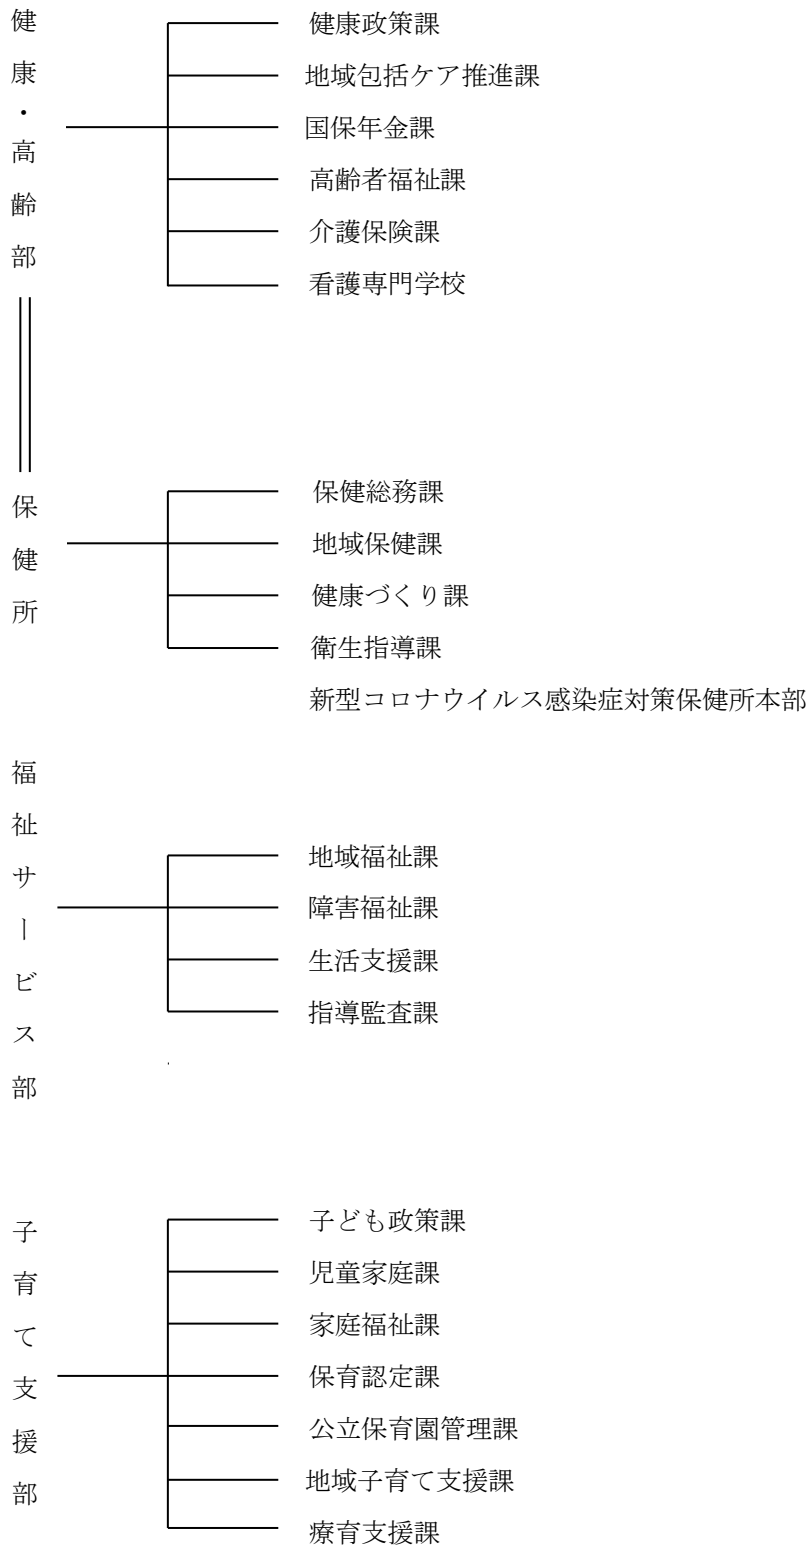 健康・高齢部
健康政策課
地域包括ケア推進課
国保年金課
高齢者福祉課
介護保険課
看護専門学校
保健所
保健総務課
地域保健課
健康づくり課
衛生指導課
新型コロナウイルス感染症対策保健所本部
福祉サービス部
地域福祉課
障害福祉課
生活支援課
指導監査課
子育て支援部
子ども政策課
児童家庭課
家庭福祉課
保育認定課
公立保育園管理課
地域子育て支援課
療育支援課